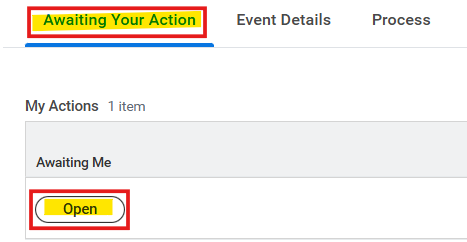 Awaiting Your Action Event Details Process
My Actions 1 item
Awaiting Me
Open